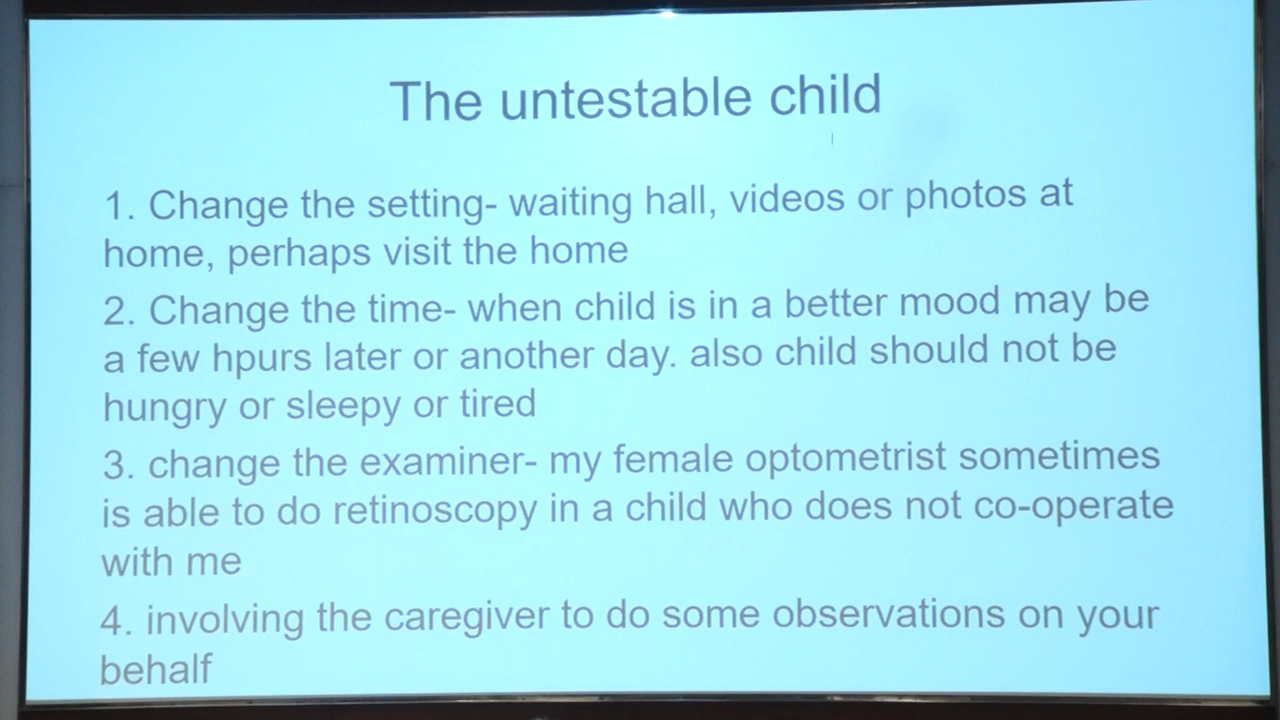 The untestable child
1. Change the setting- waiting hall, videos or photos at
home, perhaps visit the home
2. Change the time- when child is in a better mood may be
a few hpurs later or another day. also child should not be
hungry or sleepy or tired
3. change the examiner- my female optometrist sometimes
is able to do retinoscopy in a child who does not co-operate
with me
4. involving the caregiver to do some observations on your
behalf